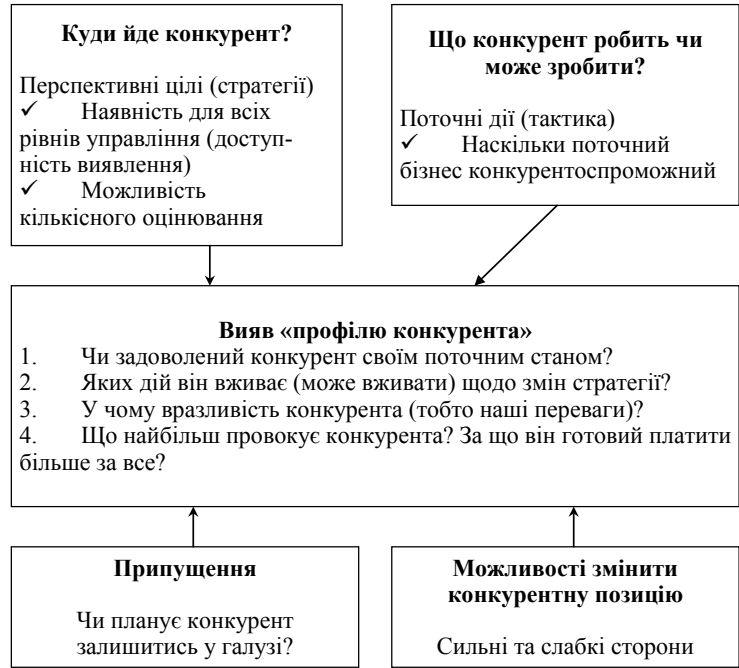 Куди йде конкурент?
Перспективні цілі (стратегії)
✓ Наявність для всіх
рівнів управління (доступ-
ність виявлення)
✓ Можливість
кількісного оцінювання
Що конкурент робить чи
може зробити?
Поточні дії (тактика)
✓ Наскільки поточний
бізнес конкурентоспроможний
Вияв «профілю конкурента»
1. Чи задоволений конкурент своїм поточним станом?
2. Яких дій він вживає (може вживати) щодо змін стратегії?
3. У чому вразливість конкурента (тобто наші переваги)?
4. Що найбільш провокує конкурента? За що він готовий платити
більше за все?
Припущення
Чи планує конкурент
залишитись у галузі?
Можливості змінити
конкурентну позицію
Сильні та слабкі сторони